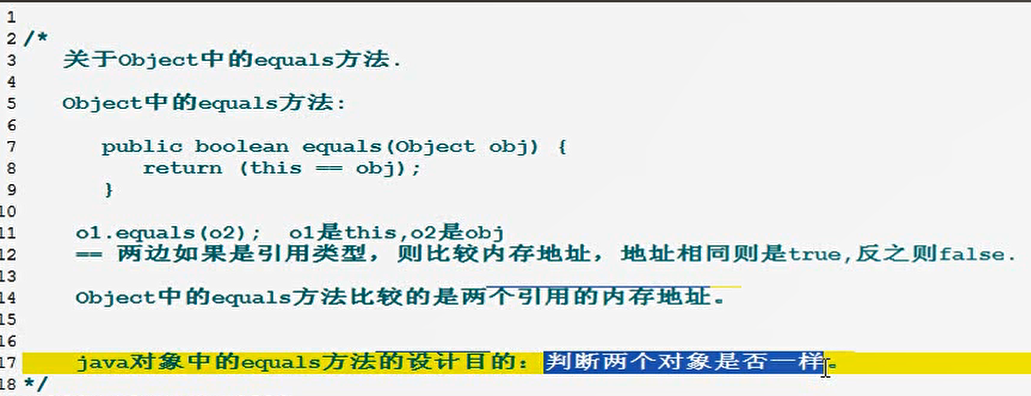 1
2 /*
3 关于Object中的equals方法.
4
5 Object中的equals方法:
6
7 public boolean equals(Object obj) {
8 return (this == obj);
9 }
10
11 o1.equals(o2); o1是this,o2是obj
12 == 两边如果是引用类型，则比较内存地址，地址相同则是true,反之则false.
13
14 Object中的equals方法比较的是两个引用的内存地址。
15
16
17 java对象中的equals方法的设计目的：判断两个对象是否一样。
18 */